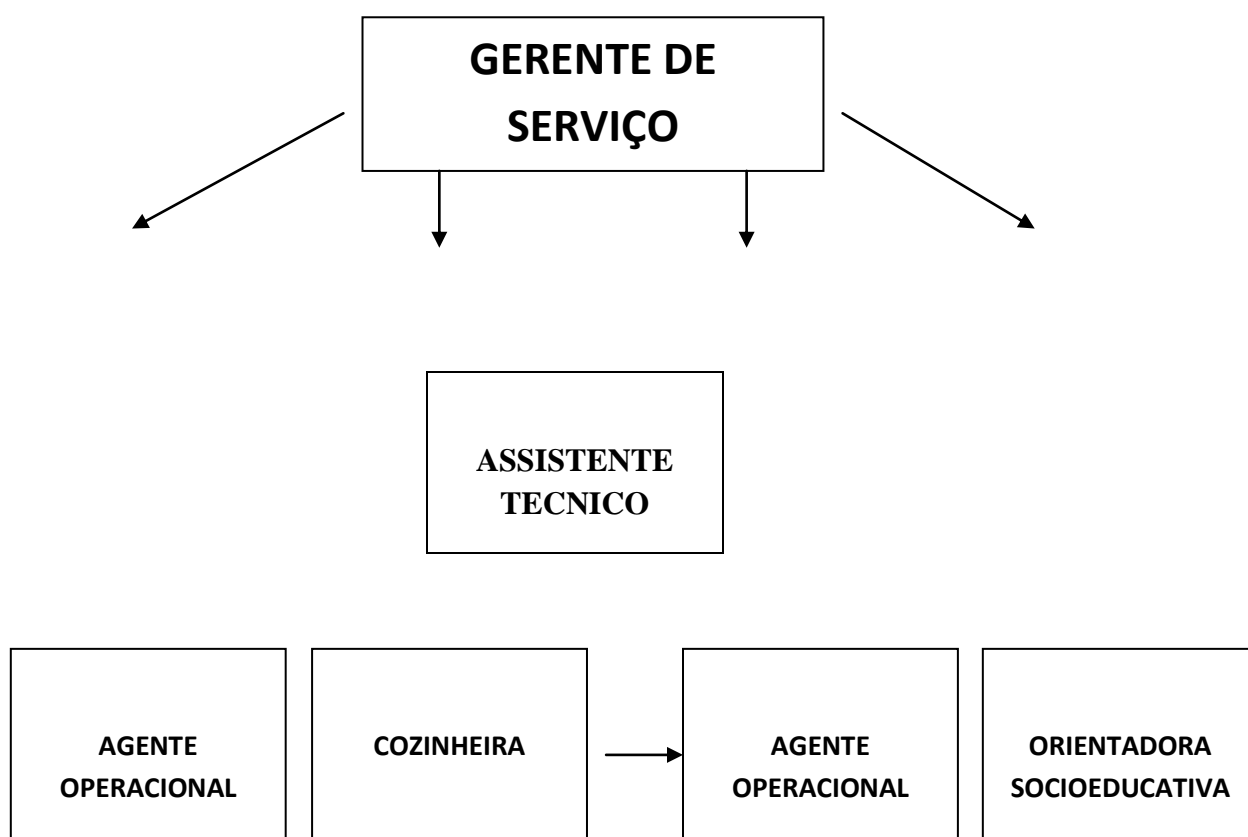 GERENTE DE
SERVIÇO
ASSISTENTE
TECNICO
AGENTE
OPERACIONAL
COZINHEIRA
AGENTE
OPERACIONAL
ORIENTADORA
SOCIOEDUCATIVA